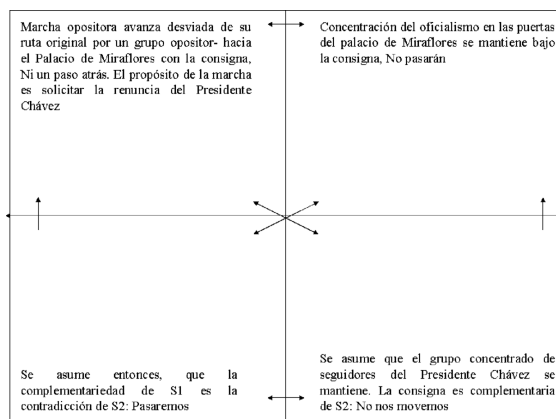 Marcha opositora avanza desviada de su
ruta original por un grupo opositor- hacia
el Palacio de Miraflores con la consigna,
Ni un paso atrás. El propósito de la marcha
es solicitar la renuncia del Presidente
Chávez
Concentración del oficialismo en las puertas
del palacio de Miraflores se mantiene bajo
la consigna, No pasarán
Se asume entonces, que la
complementariedad de S1 es la
contradicción de S2: Pasaremos
Se asume que el grupo concentrado de
seguidores del Presidente Chávez se
mantiene. La consigna es complementaria
de S2: No nos movemos